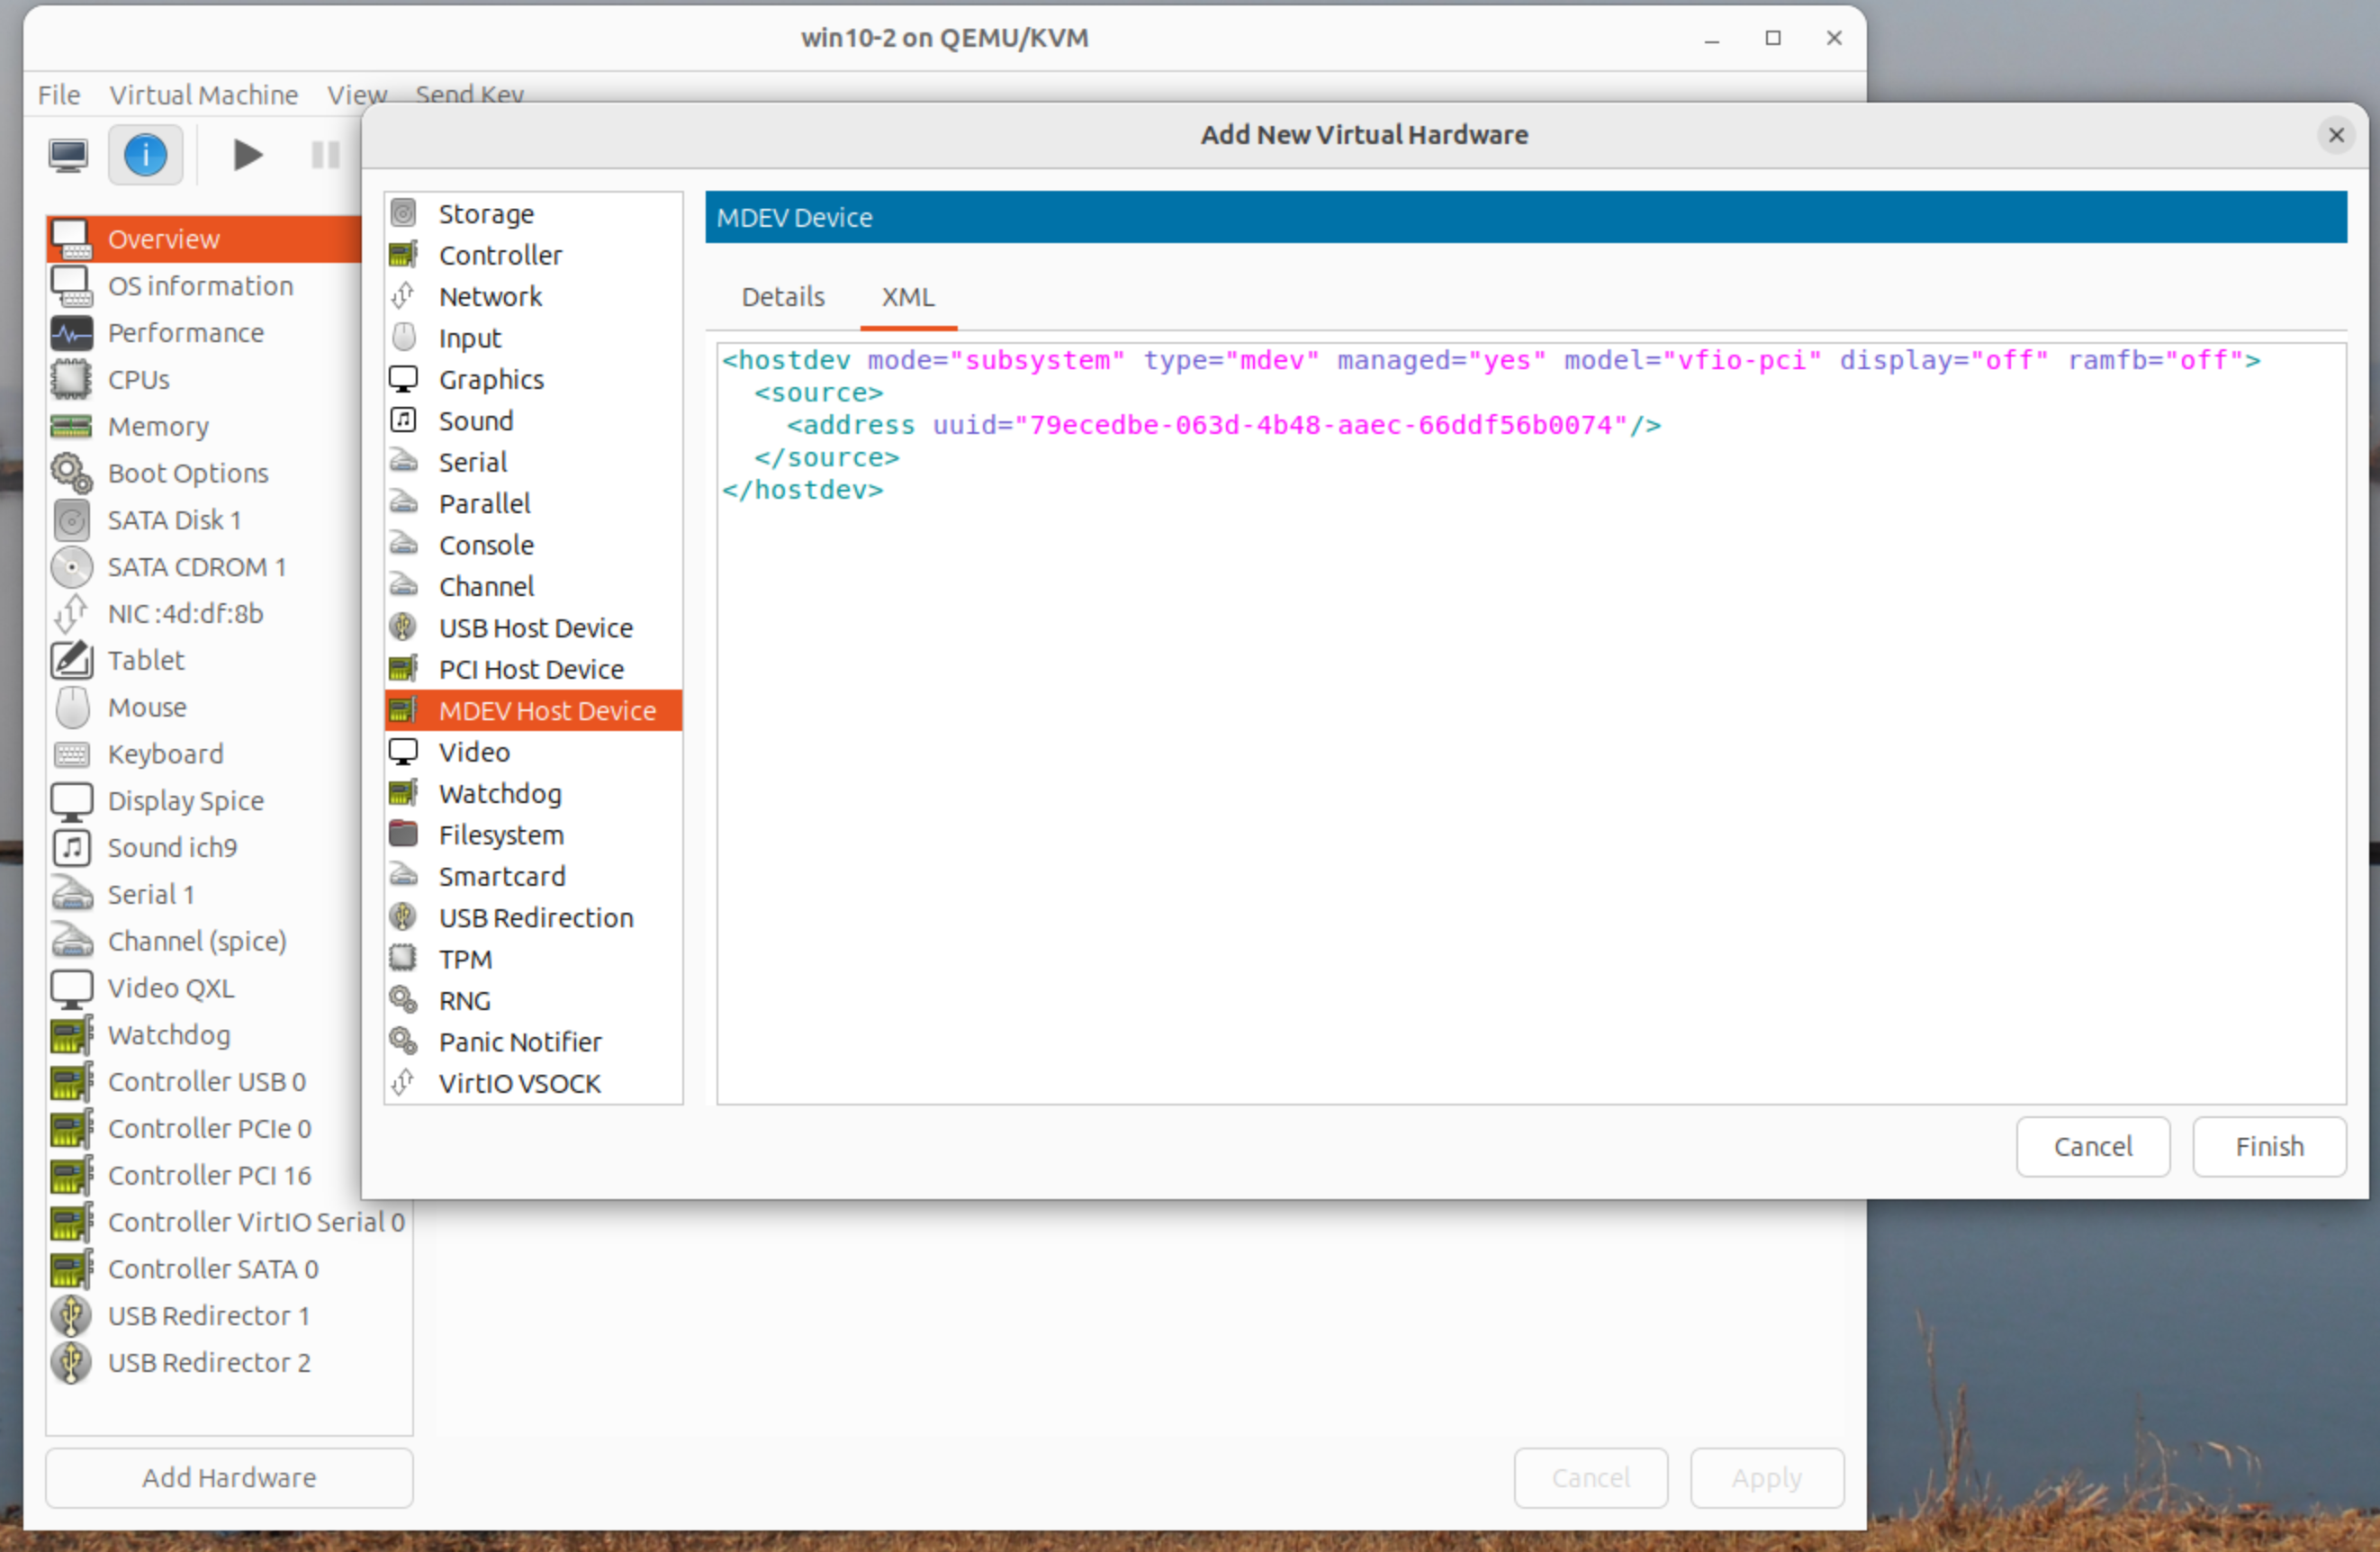 win10-2 on QEMU/KVM
File Virtual Machine View Send Key
Add New Virtual Hardware
Overview
OS information
Performance
CPUs
Memory
Boot Options
SATA Disk 1
SATA CDROM 1
NIC :4d:df:8b
Tablet
Mouse
Keyboard
Display Spice
Sound ich9
Serial 1
Channel (spice)
Video QXL
Watchdog
Controller USB 0
Controller PCIe 0
Controller PCI 16
Controller VirtIO Serial 0
Controller SATA 0
USB Redirector 1
USB Redirector 2
Add Hardware
Storage
Controller
Network
Input
Graphics
Sound
Serial
Parallel
Console
Channel
USB Host Device
PCI Host Device
MDEV Host Device
Video
Watchdog
Filesystem
Smartcard
USB Redirection
TPM
RNG
Panic Notifier
VirtIO VSOCK
MDEV Device
Details XML
<hostdev mode="subsystem" type="mdev" managed="yes" model="vfio-pci" display="off" ramfb="off">
  <source>
    <address uuid="79ecedbe-063d-4b48-aaec-66ddf56b0074"/>
  </source>
</hostdev>
Cancel Finish
Cancel Apply